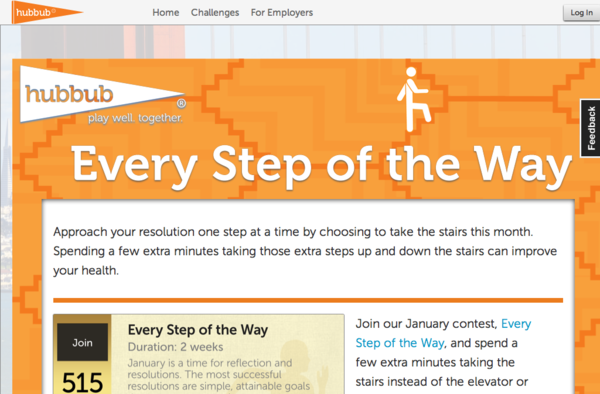 hubbub
Home Challenges For Employers
Log In
hubbub®
play well. together.
Feedback
Every Step of the Way
Approach your resolution one step at a time by choosing to take the stairs this month.
Spending a few extra minutes taking those extra steps up and down the stairs can improve
your health.
Join
515
Every Step of the Way
Duration: 2 weeks
January is a time for reflection and
resolutions. The most successful
resolutions are simple, attainable goals
Join our January contest, Every
Step of the Way, and spend a
few extra minutes taking the
stairs instead of the elevator or